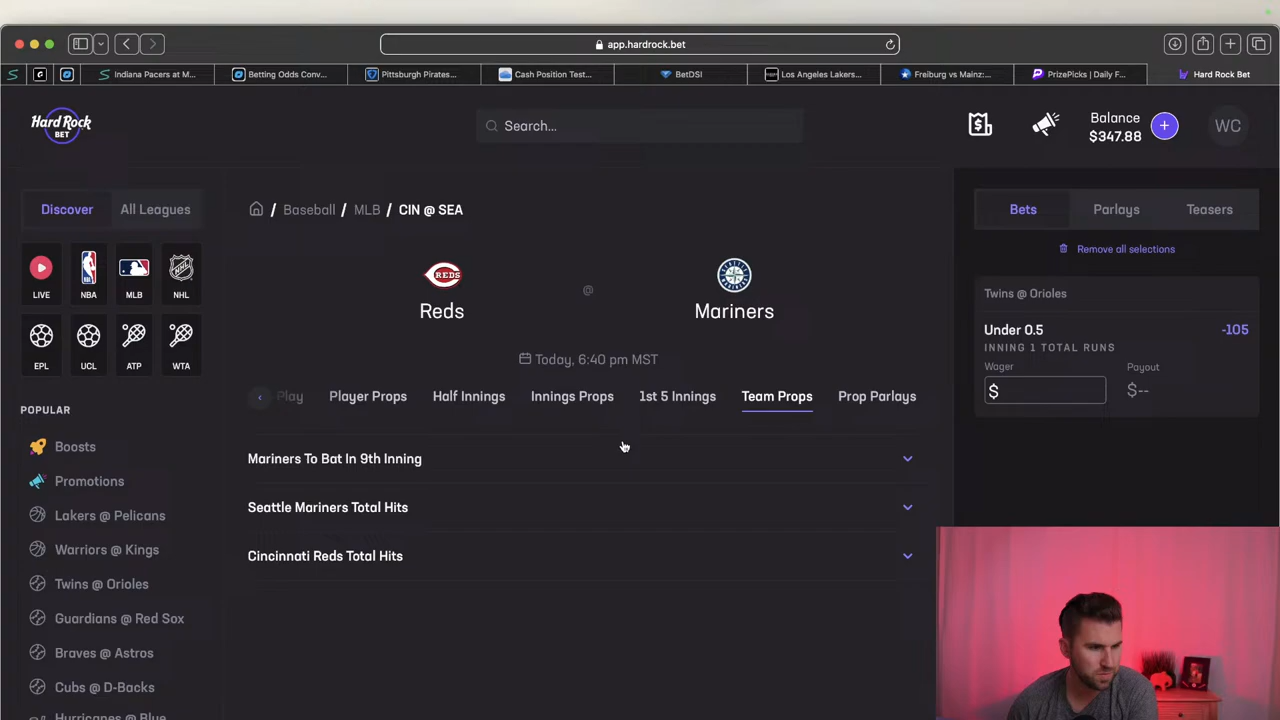 app.hardrock.bet
Indiana Pacers at M...
Betting Odds Conv...
Pittsburgh Pirates...
Cash Position Test...
BetDSI
Los Angeles Lakers...
Freiburg vs Mainz:...
PrizePicks | Daily F...
Hard Rock Bet
Hard Rock
BET
Search...
Balance
$347.88
WC
Discover
All Leagues
LIVE
NBA
MLB
NHL
EPL
UCL
ATP
WTA
POPULAR
Boosts
Promotions
Lakers @ Pelicans
Warriors @ Kings
Twins @ Orioles
Guardians @ Red Sox
Braves @ Astros
Cubs @ D-Backs
Hurricanes @ Blue
/ Baseball / MLB / CIN @ SEA
REDS
Reds
@
Mariners
Today, 6:40 pm MST
Play
Player Props
Half Innings
Innings Props
1st 5 Innings
Team Props
Prop Parlays
Mariners To Bat In 9th Inning
Seattle Mariners Total Hits
Cincinnati Reds Total Hits
Bets
Parlays
Teasers
Remove all selections
Twins @ Orioles
Under 0.5
-105
INNING 1 TOTAL RUNS
Wager
Payout
$
$--